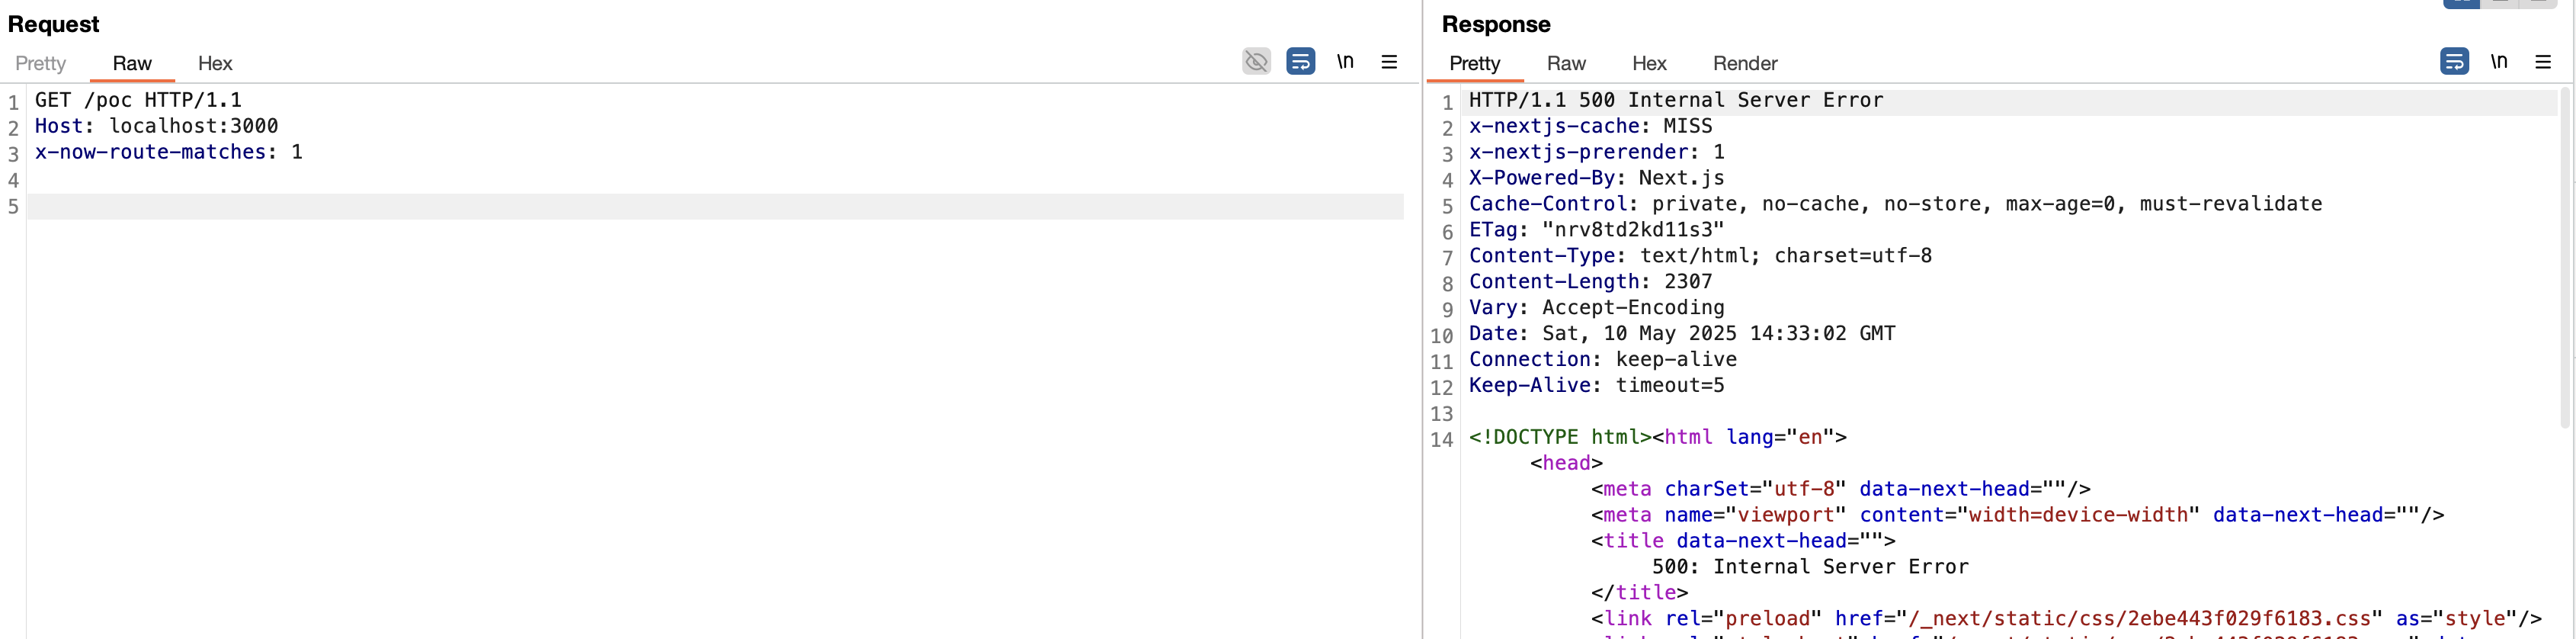 Request
Pretty Raw Hex
\n
1 GET /poc HTTP/1.1
2 Host: localhost:3000
3 x-now-route-matches: 1
4
5
Response
Pretty Raw Hex Render
\n
1 HTTP/1.1 500 Internal Server Error
2 x-nextjs-cache: MISS
3 x-nextjs-prerender: 1
4 X-Powered-By: Next.js
5 Cache-Control: private, no-cache, no-store, max-age=0, must-revalidate
6 ETag: "nrv8td2kd11s3"
7 Content-Type: text/html; charset=utf-8
8 Content-Length: 2307
9 Vary: Accept-Encoding
10 Date: Sat, 10 May 2025 14:33:02 GMT
11 Connection: keep-alive
12 Keep-Alive: timeout=5
13
14 <!DOCTYPE html><html lang="en">
<head>
<meta charSet="utf-8" data-next-head=""/>
<meta name="viewport" content="width=device-width" data-next-head=""/>
<title data-next-head="">
500: Internal Server Error
</title>
<link rel="preload" href="/_next/static/css/2ebe443f029f6183.css" as="style"/>